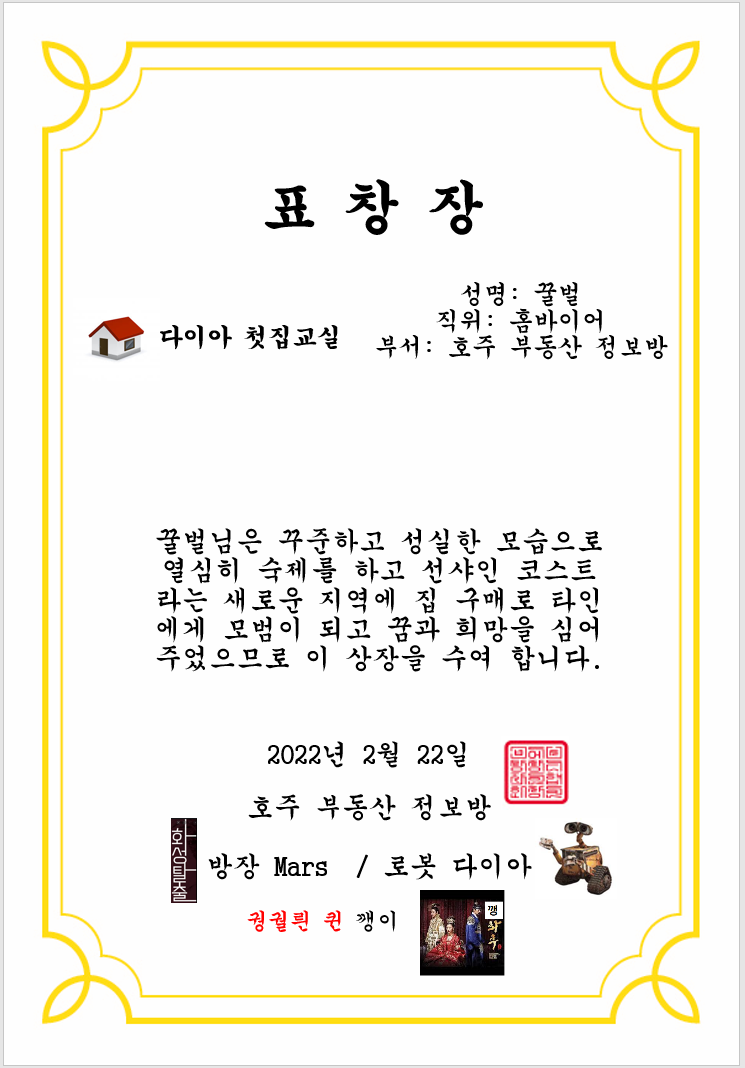 표 창 장
성명: 꿀벌
직위: 홈바이어
부서: 호주 부동산 정보방
다이아 첫집교실
꿀벌님은 꾸준하고 성실한 모습으로
열심히 숙제를 하고 선샤인 코스트
라는 새로운 지역에 집 구매로 타인
에게 모범이 되고 꿈과 희망을 심어
주었으므로 이 상장을 수여 합니다.
2022년 2월 22일
호주 부동산 정보방
화성탈출
방장 Mars / 로봇 다이아
퀸 깽이
깽
화후